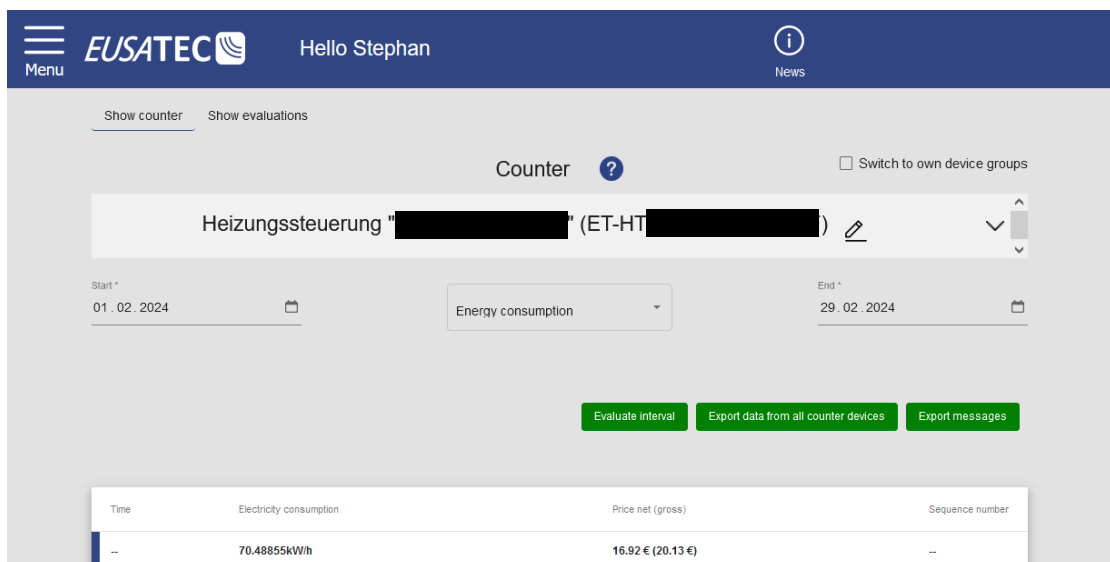 Menu
EUSATEC
Hello Stephan
News
Show counter
Show evaluations
Counter ?
Switch to own device groups
Heizungssteuerung "" (ET-HT)
Start *
01 . 02 . 2024
Energy consumption
End *
29 . 02 . 2024
Evaluate interval
Export data from all counter devices
Export messages
Time Electricity consumption Price net (gross) Sequence number
-- 70.48855kW/h 16.92 € (20.13 €) --